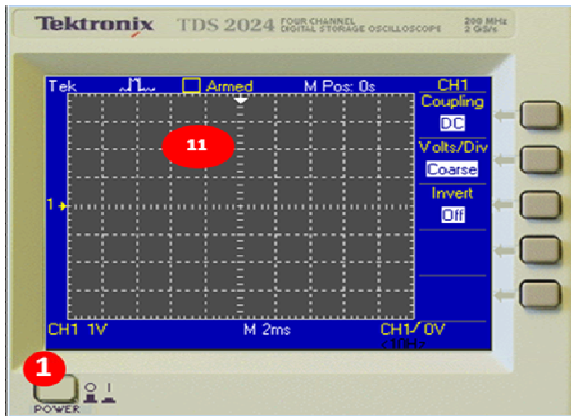 Tektronix TDS 2024 FOUR CHANNEL DIGITAL STORAGE OSCILLOSCOPE 200 MHz 2 GS/s
Tek Armed M Pos: 0s CH1
Coupling
DC
11
Volts/Div
Coarse
Invert
Off
1
CH1 1V M 2ms CH1 0V
<10Hz
1
POWER